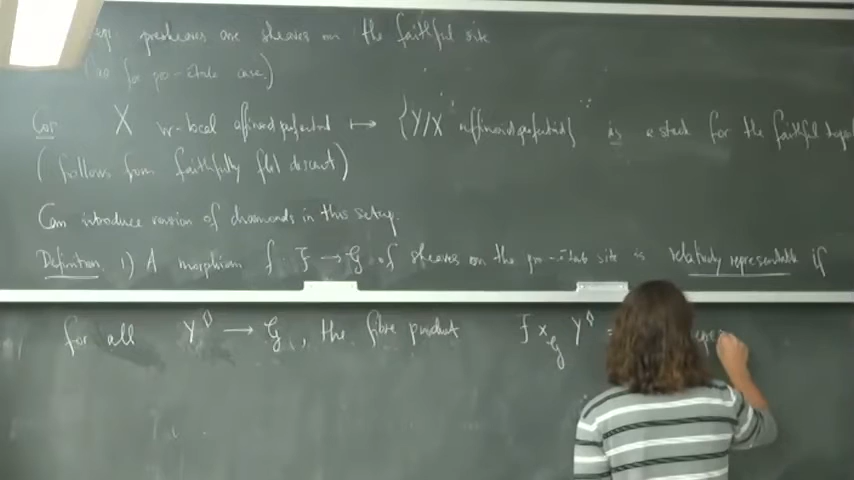 presheaves are sheaves on the faithful site
for pro-étale case.)
Cor X w-local affinoid perfectoid ↦ {Y/X affinoid perfectoid} is a stack for the faithful
(follows from faithfully flat descent)
Can introduce version of diamonds in this setup.
Definition 1) A morphism f: F → G of sheaves on the pro-étale site is relatively representable if
for all Y^◊ → G, the fibre product F ×_G Y^◊